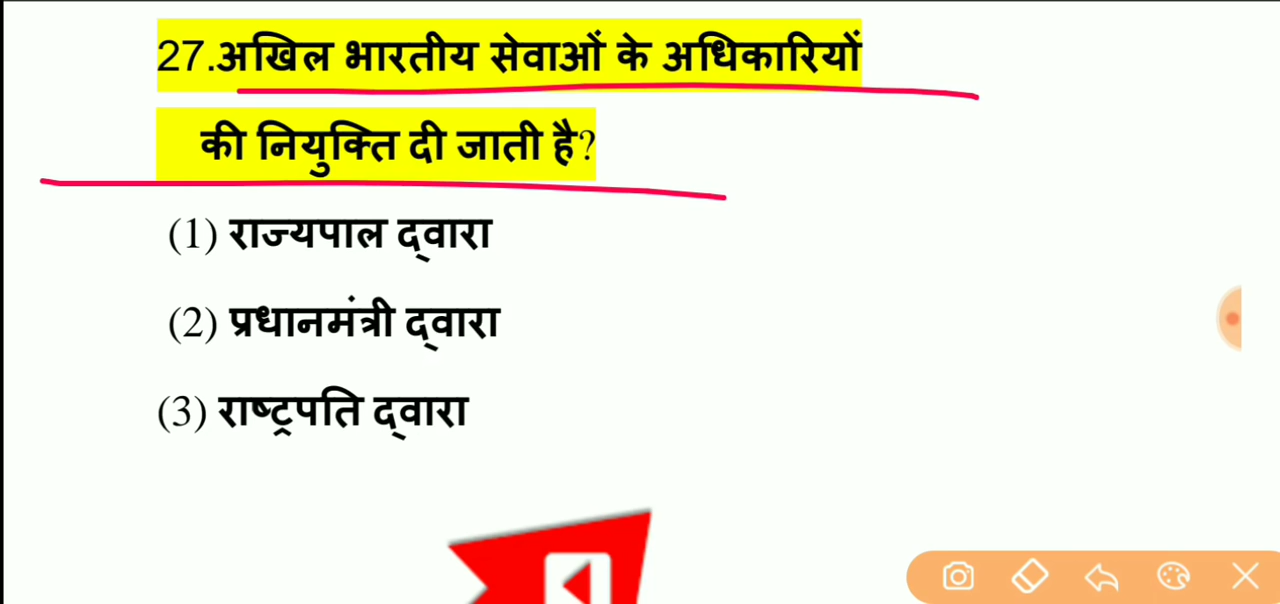 27.अखिल भारतीय सेवाओं के अधिकारियों
की नियुक्ति दी जाती है?
(1) राज्यपाल द्वारा
(2) प्रधानमंत्री द्वारा
(3) राष्ट्रपति द्वारा